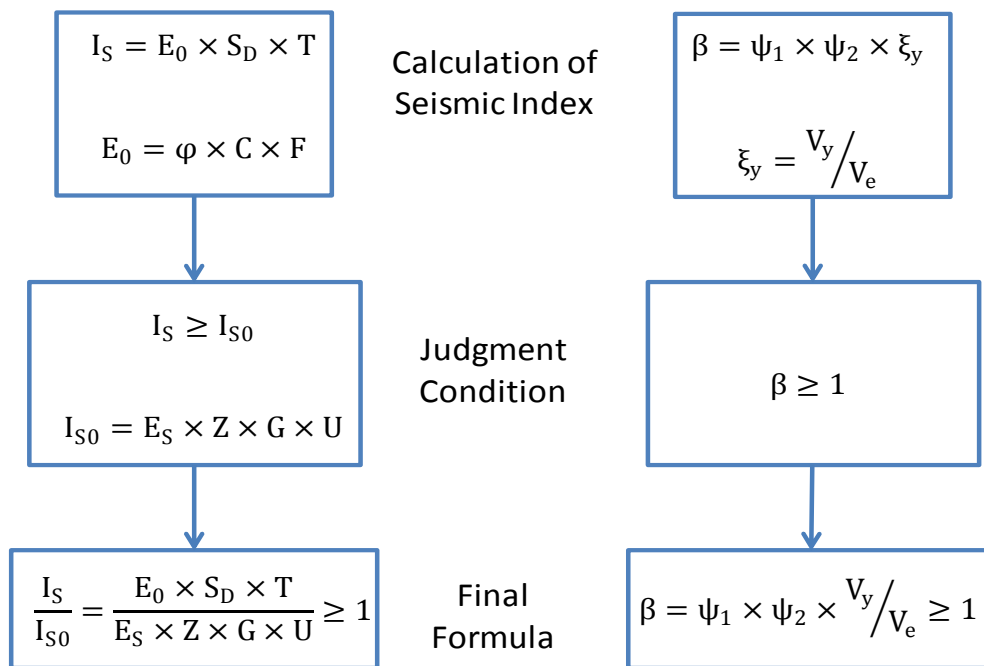 I_S = E_0 × S_D × T
E_0 = φ × C × F
Calculation of
Seismic Index
β = ψ_1 × ψ_2 × ξ_y
ξ_y = V_y/V_e
I_S ≥ I_S0
I_S0 = E_S × Z × G × U
Judgment
Condition
β ≥ 1
I_S/I_S0 = E_0 × S_D × T/E_S × Z × G × U ≥ 1
Final
Formula
β = ψ_1 × ψ_2 × V_y/V_e ≥ 1